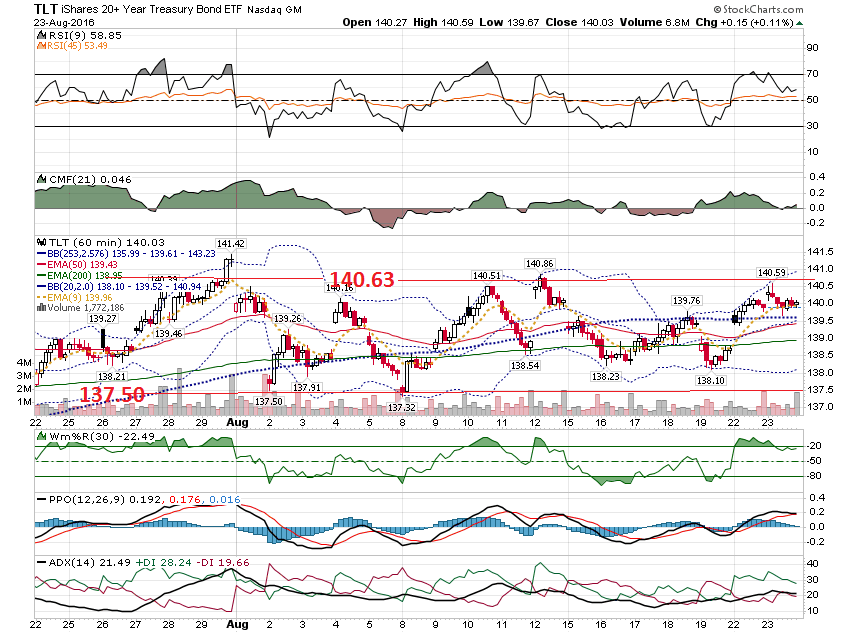 TLT iShares 20+ Year Treasury Bond ETF Nasdaq GM © StockCharts.com
23-Aug-2016 Open 140.27 High 140.59 Low 139.67 Close 140.03 Volume 6.8M Chg +0.15 (+0.11%)
RSI(9) 58.85
RSI(45) 53.49
90
70
50
30
10
CMF(21) 0.046
0.4
0.2
0.0
-0.2
TLT (60 min) 140.03
BB(253,2.576) 135.99 - 139.61 - 143.23
EMA(50) 139.43
EMA(200) 138.95
BB(20,2.0) 138.10 - 139.52 - 140.94
EMA(9) 139.96
Volume 1,772,186
141.42
140.63
140.39
140.16
140.51
140.86
140.59
139.27
139.46
139.26
139.76
138.21
137.91
138.54
138.23
138.10
137.50
137.50
137.32
141.5
141.0
140.5
140.0
139.5
139.0
138.5
138.0
137.5
137.0
4M
3M
2M
1M
22 25 26 27 28 29 Aug 2 3 4 5 8 9 10 11 12 15 16 17 18 19 22 23
Wm%R(30) -22.49
-20
-50
-80
PPO(12,26,9) 0.192, 0.176, 0.016
0.4
0.2
0.0
-0.2
ADX(14) 21.49 +DI 28.24 -DI 19.66
40
30
20
10
22 25 26 27 28 29 Aug 2 3 4 5 8 9 10 11 12 15 16 17 18 19 22 23